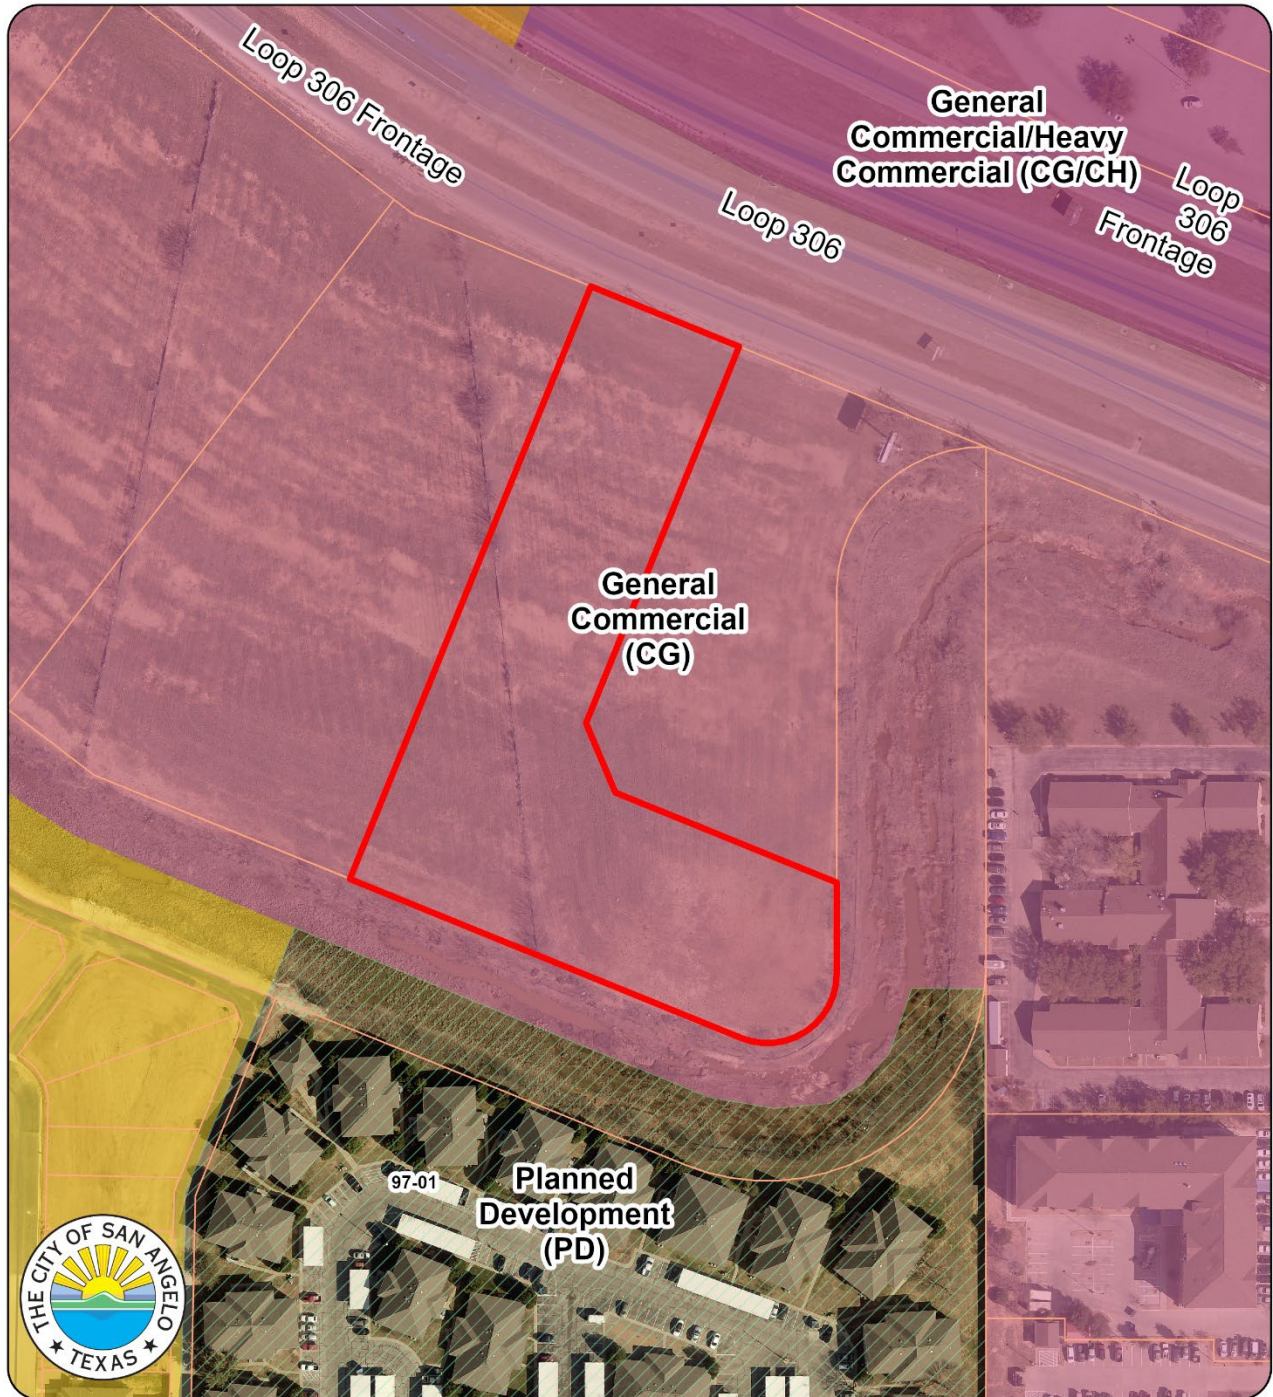 Loop 306 Frontage
General
Commercial/Heavy
Commercial (CG/CH)
Loop 306
Loop
306
Frontage
General
Commercial
(CG)
97-01
Planned
Development
(PD)
THE CITY OF SAN ANGELO
★ TEXAS ★